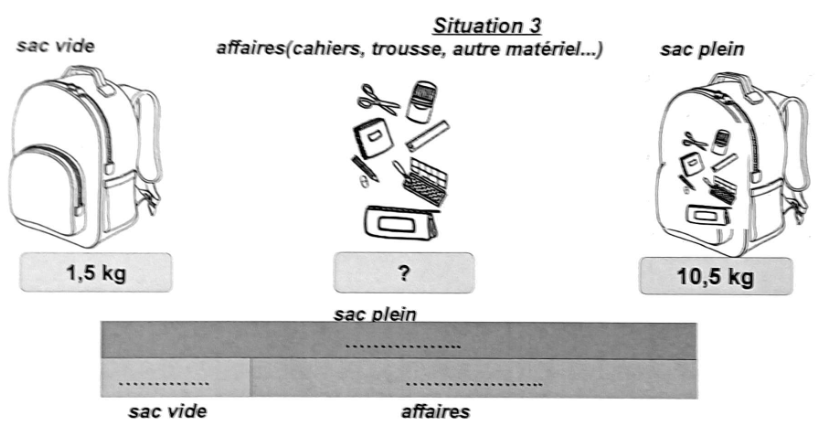 Situation 3
sac vide
affaires(cahiers, trousse, autre matériel...)
sac plein
1,5 kg
?
10,5 kg
sac plein
....................
............. ....................
sac vide
affaires